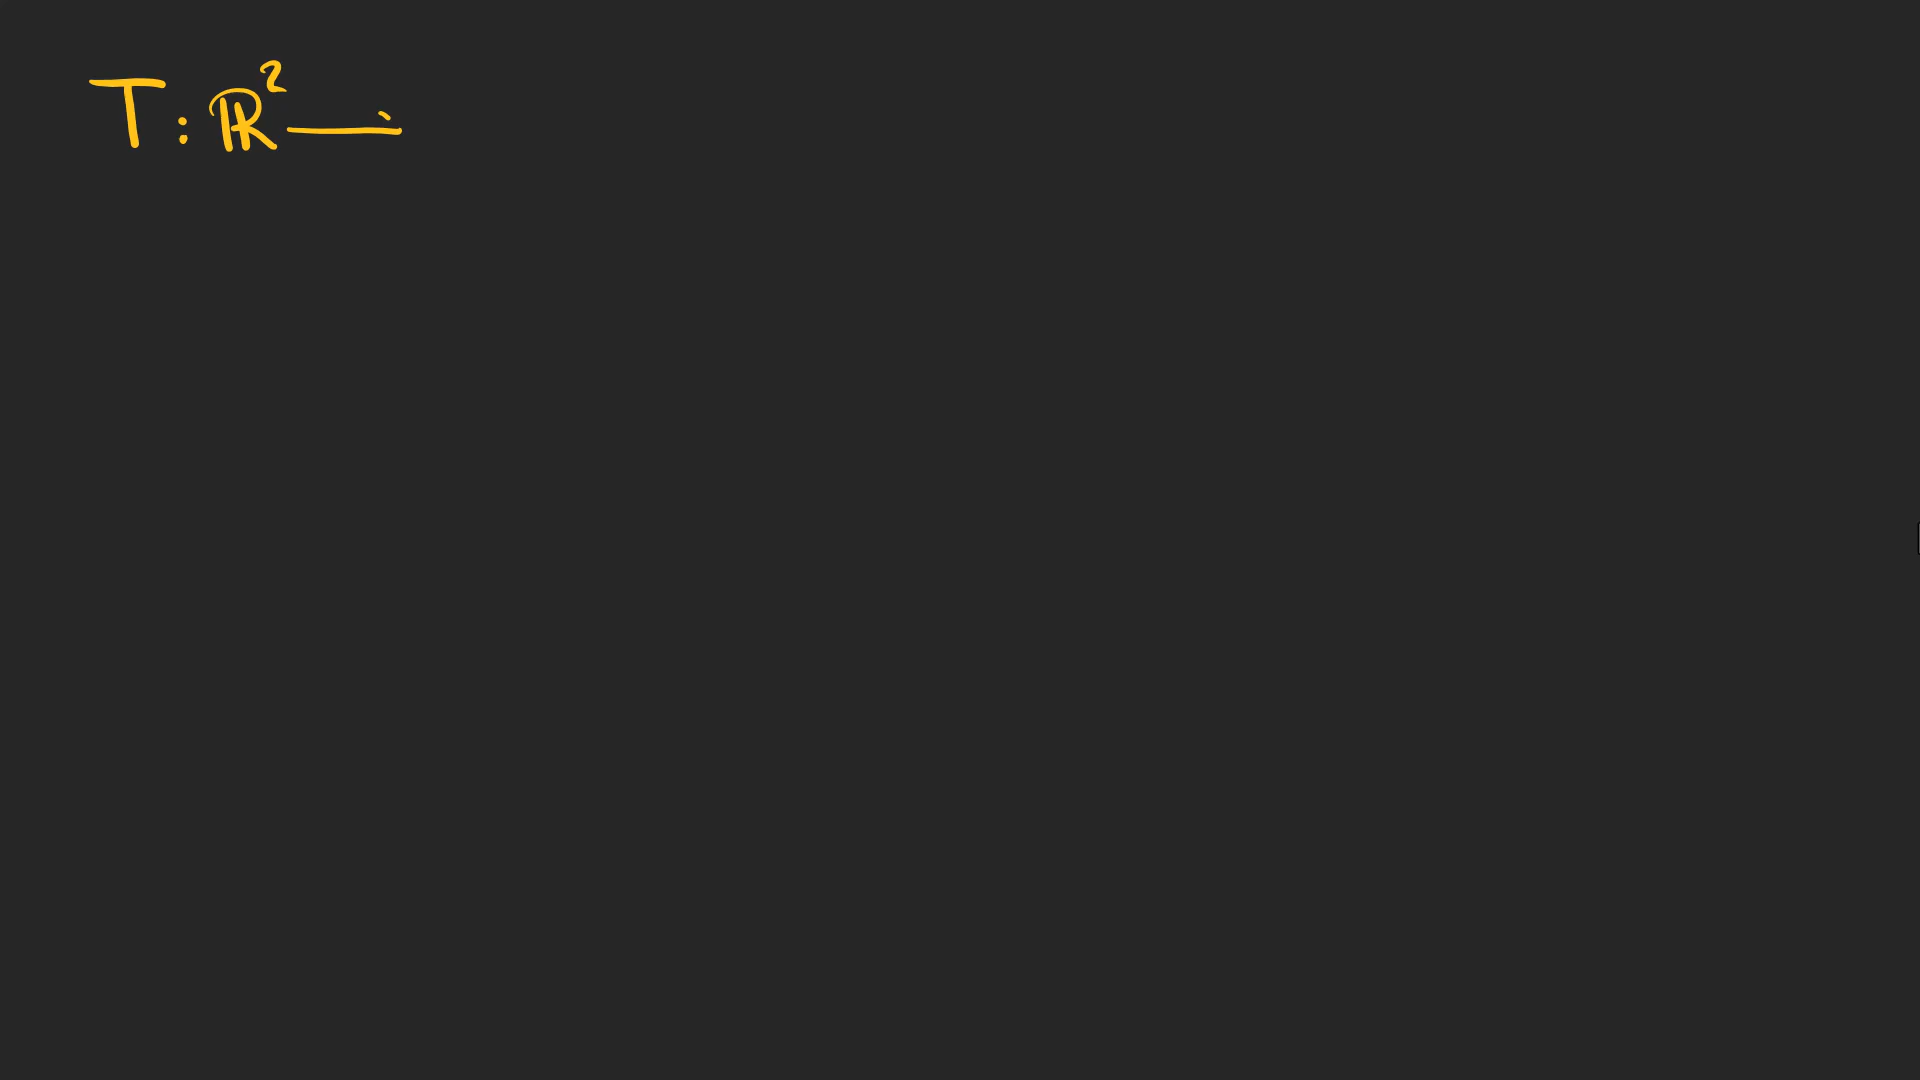 T : ℝ² —